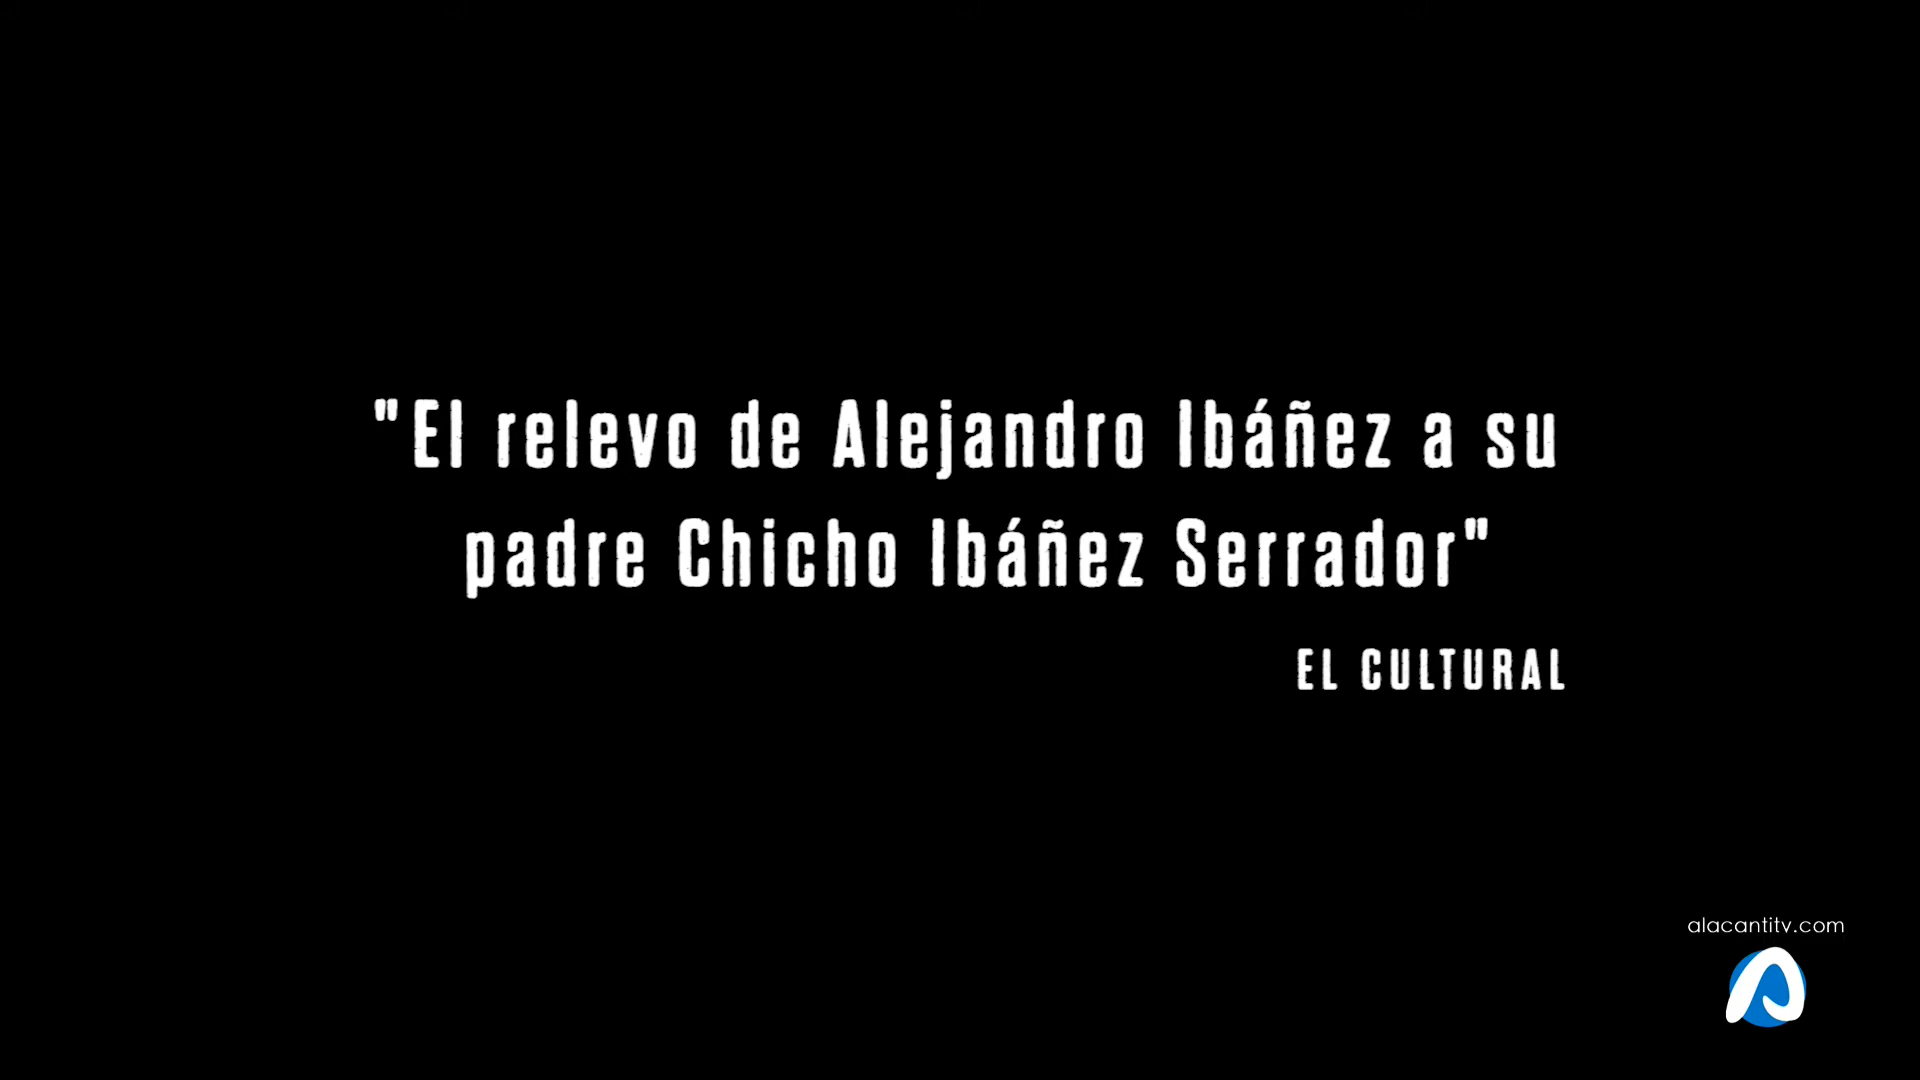 "El relevo de Alejandro Ibáñez a su
padre Chicho Ibáñez Serrador"
EL CULTURAL
alacantitv.com